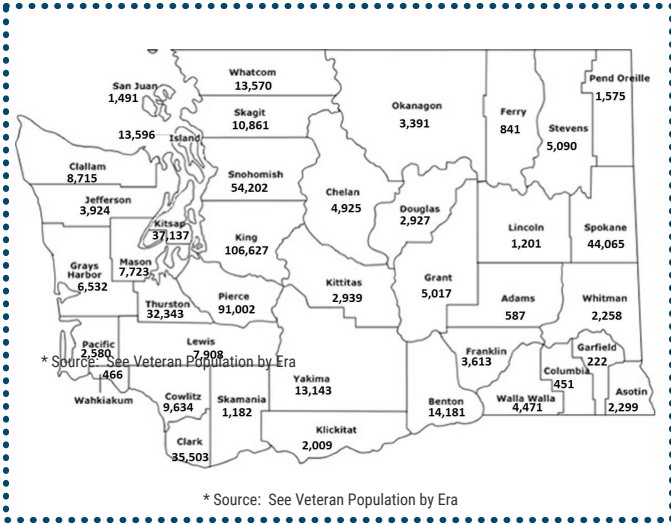 Whatcom
13,570
San Juan
1,491
Pend Oreille
1,575
Okanagon
3,391
Ferry
841
Stevens
5,090
Skagit
10,861
13,596
Island
Clallam
8,715
Snohomish
54,202
Chelan
4,925
Jefferson
3,924
Douglas
2,927
Kitsap
37,137
King
106,627
Lincoln
1,201
Spokane
44,065
Grays
Harbor
6,532
Mason
7,723
Kittitas
2,939
Grant
5,017
Thurston
32,343
Pierce
91,002
Adams
587
Whitman
2,258
Pacific
2,580
Lewis
7,908
* Source: See Veteran Population by Era
466
Wahkiakum
Franklin
3,613
Garfield
222
Columbia
451
Yakima
13,143
Cowlitz
9,634
Skamania
1,182
Benton
14,181
Walla Walla
4,471
Asotin
2,299
Clark
35,503
Klickitat
2,009
* Source: See Veteran Population by Era